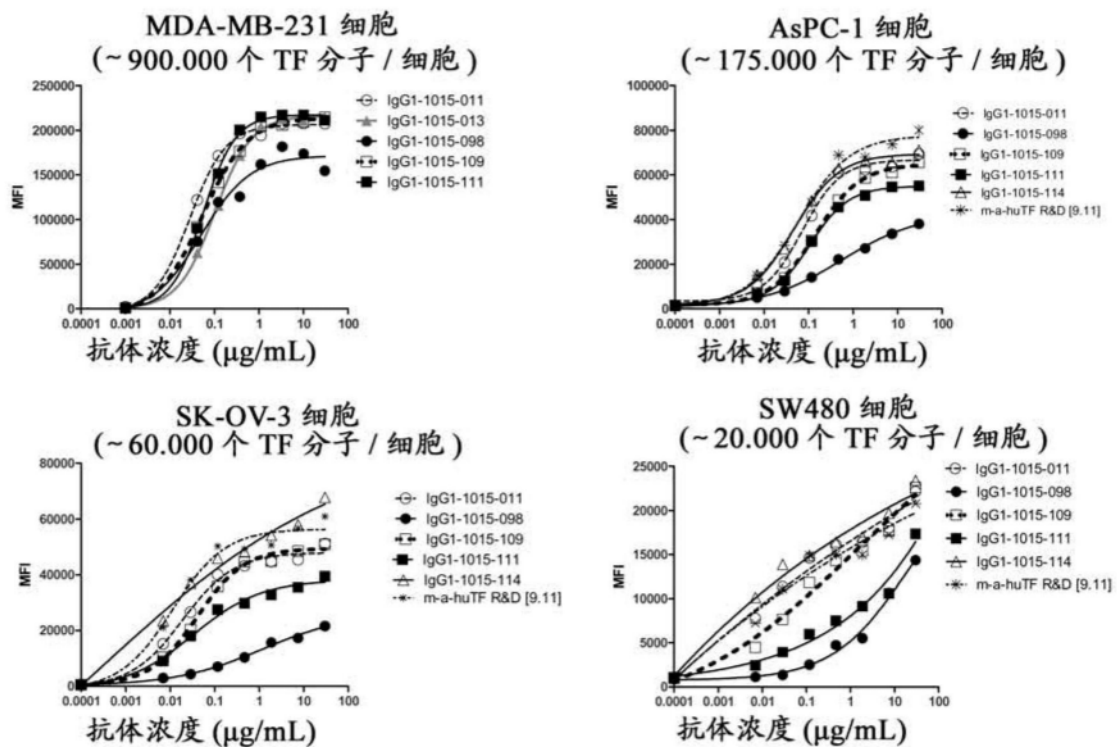 MDA-MB-231 细胞
(~900.000 个 TF 分子 / 细胞)
250000
200000
150000
100000
50000
0
MFI
0.0001 0.001 0.01 0.1 1 10 100
抗体浓度 (μg/mL)
IgG1-1015-011
IgG1-1015-013
IgG1-1015-098
IgG1-1015-109
IgG1-1015-111
AsPC-1 细胞
(~175.000 个 TF 分子 / 细胞)
100000
80000
60000
40000
20000
0
MFI
0.0001 0.001 0.01 0.1 1 10 100
抗体浓度 (μg/mL)
IgG1-1015-011
IgG1-1015-098
IgG1-1015-109
IgG1-1015-111
IgG1-1015-114
m-a-huTF R&D [9.11]
SK-OV-3 细胞
(~60.000 个 TF 分子 / 细胞)
80000
60000
40000
20000
0
MFI
0.0001 0.001 0.01 0.1 1 10 100
抗体浓度 (μg/mL)
IgG1-1015-011
IgG1-1015-098
IgG1-1015-109
IgG1-1015-111
IgG1-1015-114
m-a-huTF R&D [9.11]
SW480 细胞
(~20.000 个 TF 分子 / 细胞)
25000
20000
15000
10000
5000
0
MFI
0.0001 0.001 0.01 0.1 1 10 100
抗体浓度 (μg/mL)
IgG1-1015-011
IgG1-1015-098
IgG1-1015-109
IgG1-1015-111
IgG1-1015-114
m-a-huTF R&D [9.11]